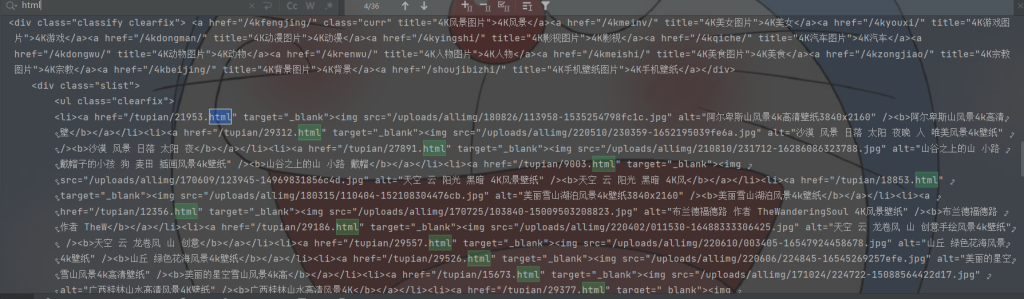 html
Cc W .* 4/36
<div class="classify clearfix"> <a href="/4kfengjing/" class="curr" title="4K风景图片">4K风景</a><a href="/4kmeinv/" title="4K美女图片">4K美女</a><a href="/4kyouxi/" title="4K游戏图
片">4K游戏</a><a href="/4kdongman/" title="4K动漫图片">4K动漫</a><a href="/4kyingshi/" title="4K影视图片">4K影视</a><a href="/4kqiche/" title="4K汽车图片">4K汽车</a><a
href="/4kdongwu/" title="4K动物图片">4K动物</a><a href="/4krenwu/" title="4K人物图片">4K人物</a><a href="/4kmeishi/" title="4K美食图片">4K美食</a><a href="/4kzongjiao/" title="4K宗教
图片">4K宗教</a><a href="/4kbeijing/" title="4K背景图片">4K背景</a><a href="/shoujibizhi/" title="4K手机壁纸图片">4K手机壁纸</a></div>
<div class="slist">
<ul class="clearfix">
<li><a href="/tupian/21953.html" target="_blank"><img src="/uploads/allimg/180826/113958-1535254798fc1c.jpg" alt="阿尔卑斯山风景4k高清壁纸3840x2160" /><b>阿尔卑斯山风景4k高清
壁</b></a></li><li><a href="/tupian/29312.html" target="_blank"><img src="/uploads/allimg/220510/230359-1652195039fe6a.jpg" alt="沙漠 风景 日落 太阳 夜晚 人 唯美风景4k壁纸"
/><b>沙漠 风景 日落 太阳 夜</b></a></li><li><a href="/tupian/27891.html" target="_blank"><img src="/uploads/allimg/210810/231712-16286086323788.jpg" alt="山谷之上的山 小路
戴帽子的小孩 狗 麦田 插画风景4k壁纸" /><b>山谷之上的山 小路 戴帽</b></a></li><li><a href="/tupian/9003.html" target="_blank"><img
src="/uploads/allimg/170609/123945-14969831856c4d.jpg" alt="天空 云 阳光 黑暗 4K风景壁纸" /><b>天空 云 阳光 黑暗 4K风</b></a></li><li><a href="/tupian/18853.html"
target="_blank"><img src="/uploads/allimg/180315/110404-152108304476cb.jpg" alt="美丽雪山湖泊风景4k壁纸3840x2160" /><b>美丽雪山湖泊风景4k壁纸</b></a></li><li><a
href="/tupian/12356.html" target="_blank"><img src="/uploads/allimg/170725/103840-15009503208823.jpg" alt="布兰德福德路 作者 TheWanderingSoul 4K风景壁纸" /><b>布兰德福德路
作者 TheW</b></a></li><li><a href="/tupian/29186.html" target="_blank"><img src="/uploads/allimg/220402/011530-16488333306425.jpg" alt="天空 云 龙卷风 山 创意手绘风景4k壁纸"
/><b>天空 云 龙卷风 山 创意</b></a></li><li><a href="/tupian/29557.html" target="_blank"><img src="/uploads/allimg/220610/003405-16547924458678.jpg" alt="山丘 绿色花海风景
4k壁纸" /><b>山丘 绿色花海风景4k壁纸</b></a></li><li><a href="/tupian/29526.html" target="_blank"><img src="/uploads/allimg/220606/224845-16545269257efe.jpg" alt="美丽的星空
雪山风景4k高清壁纸" /><b>美丽的星空雪山风景4k高</b></a></li><li><a href="/tupian/15673.html" target="_blank"><img src="/uploads/allimg/171024/224722-15088564422d17.jpg"
alt="广西桂林山水高清风景4K壁纸" /><b>广西桂林山水高清风景4K</b></a></li><li><a href="/tupian/29377.html" target="_blank"><img